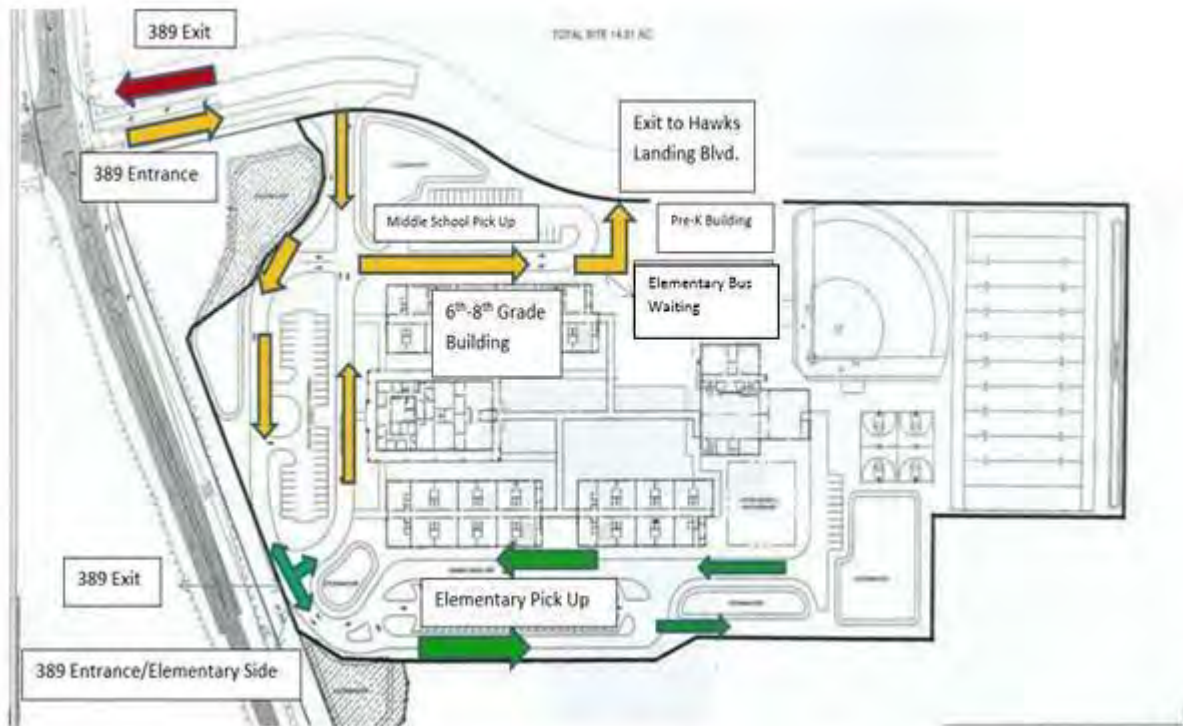 389 Exit
TOTAL SITE 14.01 AC
389 Entrance
Exit to Hawks
Landing Blvd.
Middle School Pick Up
Pre-K Building
Elementary Bus
Waiting
6th-8th Grade
Building
389 Exit
Elementary Pick Up
389 Entrance/Elementary Side